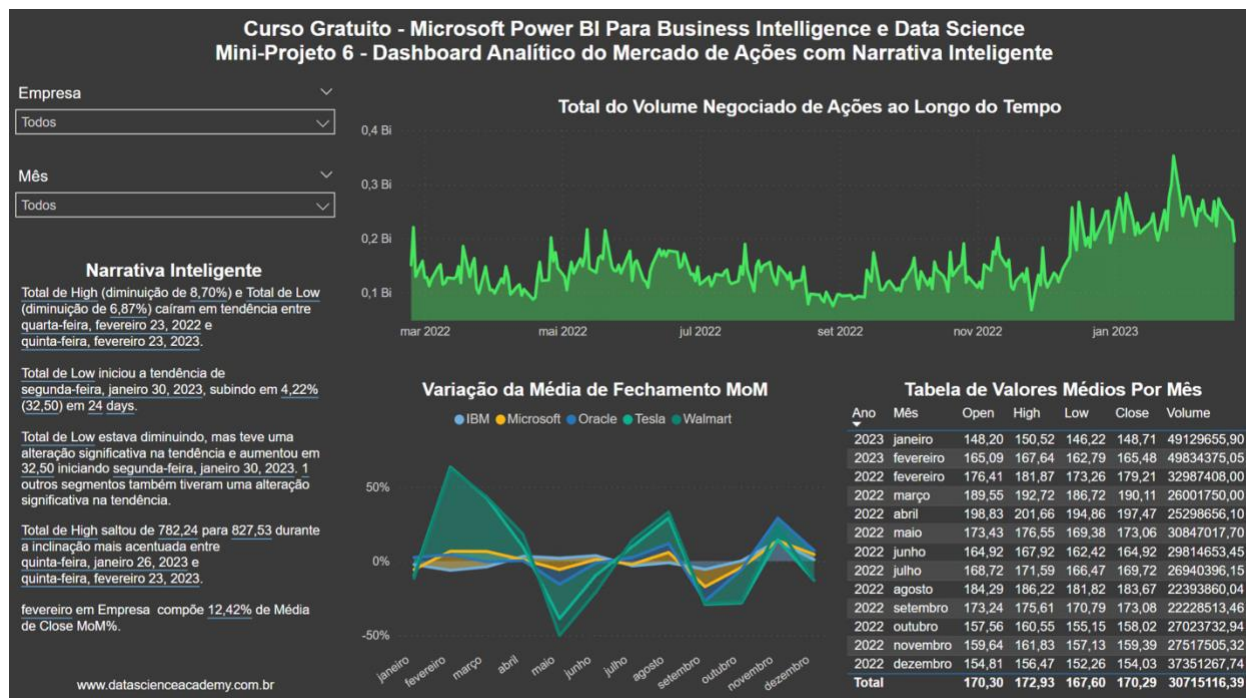 Curso Gratuito - Microsoft Power BI Para Business Intelligence e Data Science
Mini-Projeto 6 - Dashboard Analítico do Mercado de Ações com Narrativa Inteligente
Empresa
Todos
Mês
Todos
Narrativa Inteligente
Total de High (diminuição de 8,70%) e Total de Low
(diminuição de 6,87%) caíram em tendência entre
quarta-feira, fevereiro 23, 2022 e
quinta-feira, fevereiro 23, 2023.
Total de Low iniciou a tendência de
segunda-feira, janeiro 30, 2023, subindo em 4,22%
(32,50) em 24 days.
Total de Low estava diminuindo, mas teve uma
alteração significativa na tendência e aumentou em
32,50 iniciando segunda-feira, janeiro 30, 2023. 1
outros segmentos também tiveram uma alteração
significativa na tendência.
Total de High saltou de 782,24 para 827,53 durante
a inclinação mais acentuada entre
quinta-feira, janeiro 26, 2023 e
quinta-feira, fevereiro 23, 2023.
fevereiro em Empresa compõe 12,42% de Média
de Close MoM%.
www.datascienceacademy.com.br
Total do Volume Negociado de Ações ao Longo do Tempo
0,4 Bi
0,3 Bi
0,2 Bi
0,1 Bi
mar 2022 mai 2022 jul 2022 set 2022 nov 2022 jan 2023
Variação da Média de Fechamento MoM
IBM Microsoft Oracle Tesla Walmart
50%
0%
-50%
janeiro fevereiro março abril maio junho julho agosto setembro outubro novembro dezembro
Tabela de Valores Médios Por Mês
Ano Mês Open High Low Close Volume
2023 janeiro 148,20 150,52 146,22 148,71 49129655,90
2023 fevereiro 165,09 167,64 162,79 165,48 49834375,05
2022 fevereiro 176,41 181,87 173,26 179,21 32987408,00
2022 março 189,55 192,72 186,72 190,11 26001750,00
2022 abril 198,83 201,66 194,86 197,47 25298656,10
2022 maio 173,43 176,55 169,38 173,06 30847017,70
2022 junho 164,92 167,92 162,42 164,92 29814653,45
2022 julho 168,72 171,59 166,47 169,72 26940396,15
2022 agosto 184,29 186,22 181,82 183,67 22393860,04
2022 setembro 173,24 175,61 170,79 173,08 22228513,46
2022 outubro 157,56 160,55 155,15 158,02 27023732,94
2022 novembro 159,64 161,83 157,13 159,39 27517505,32
2022 dezembro 154,81 156,47 152,26 154,03 37351267,74
Total 170,30 172,93 167,60 170,29 30715116,39